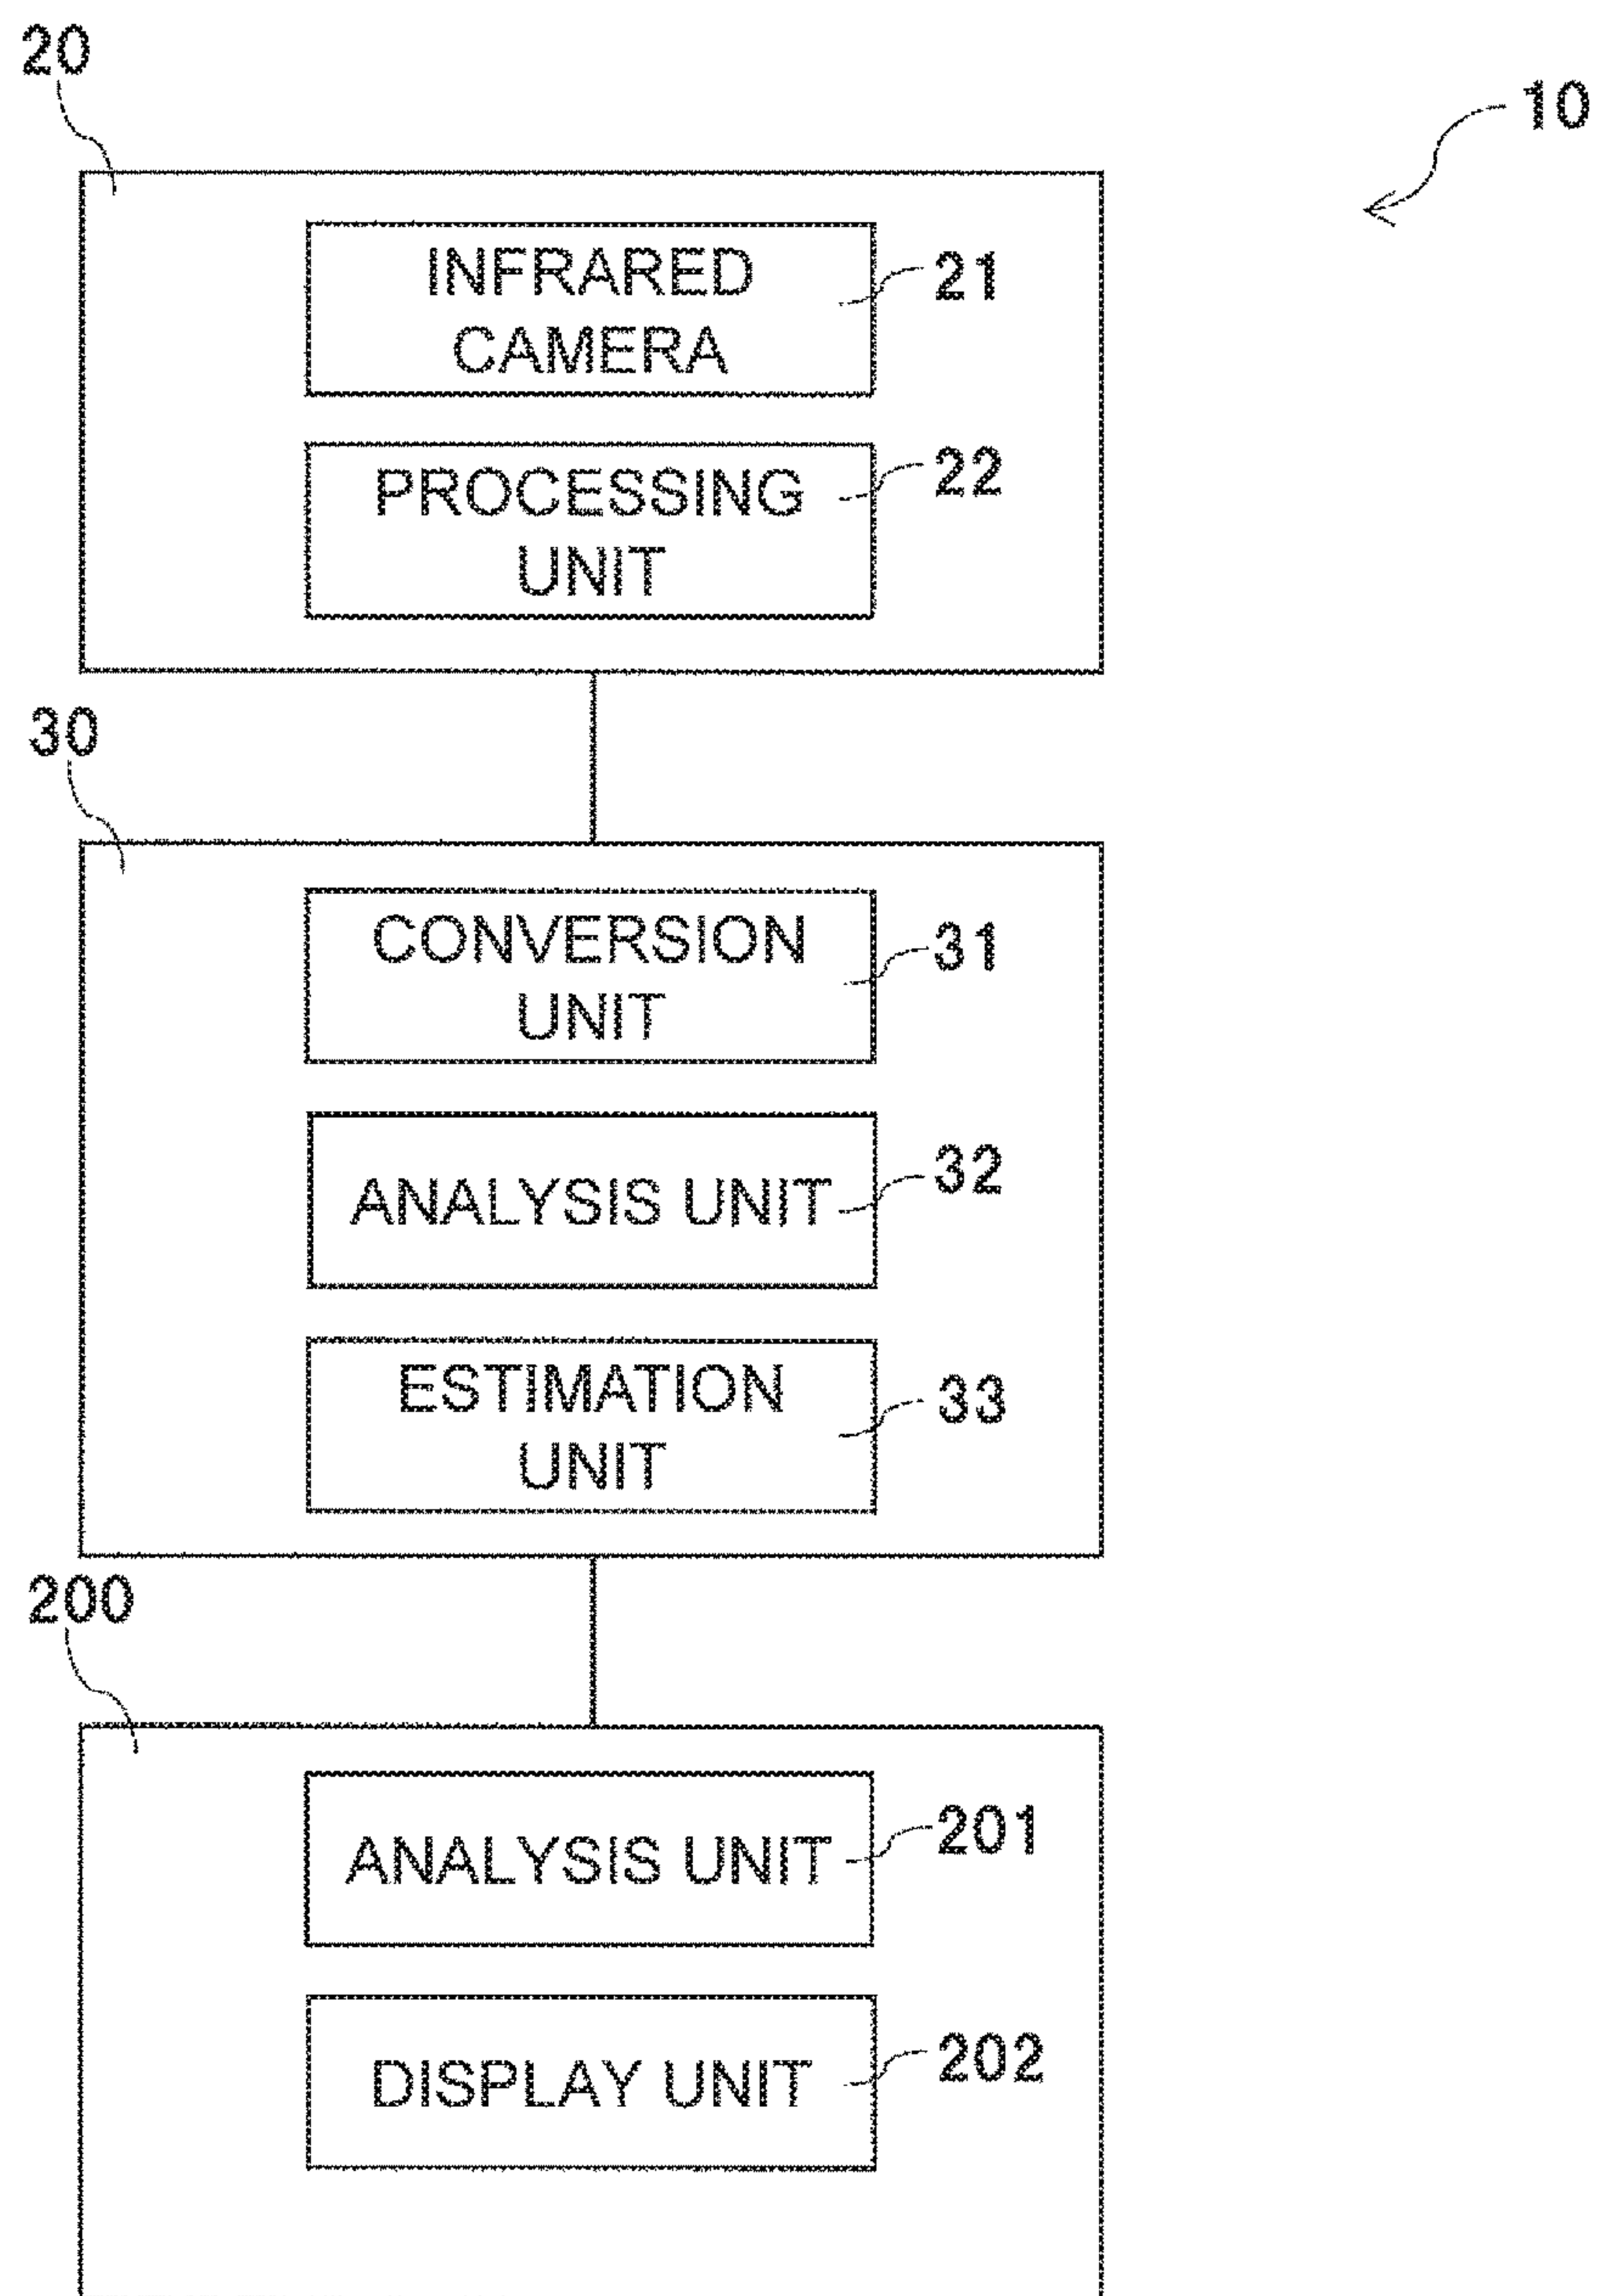 20
10
INFRARED
CAMERA
21
PROCESSING
UNIT
22
30
CONVERSION
UNIT
31
ANALYSIS UNIT
32
ESTIMATION
UNIT
33
200
ANALYSIS UNIT
201
DISPLAY UNIT
202